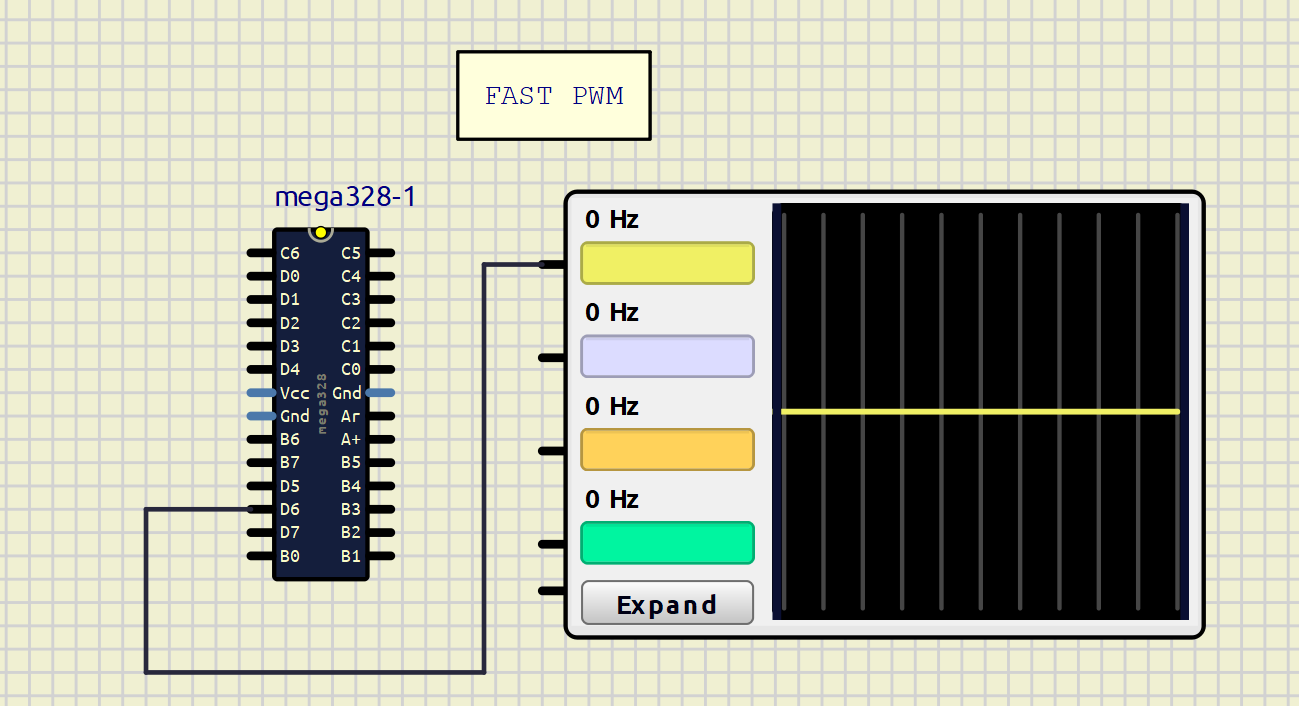 FAST PWM
mega328-1
C6 C5
D0 C4
D1 C3
D2 C2
D3 C1
D4 C0
Vcc Gnd
Gnd Ar
B6 A+
B7 B5
D5 B4
D6 B3
D7 B2
B0 B1
mega328
0 Hz
0 Hz
0 Hz
0 Hz
Expand